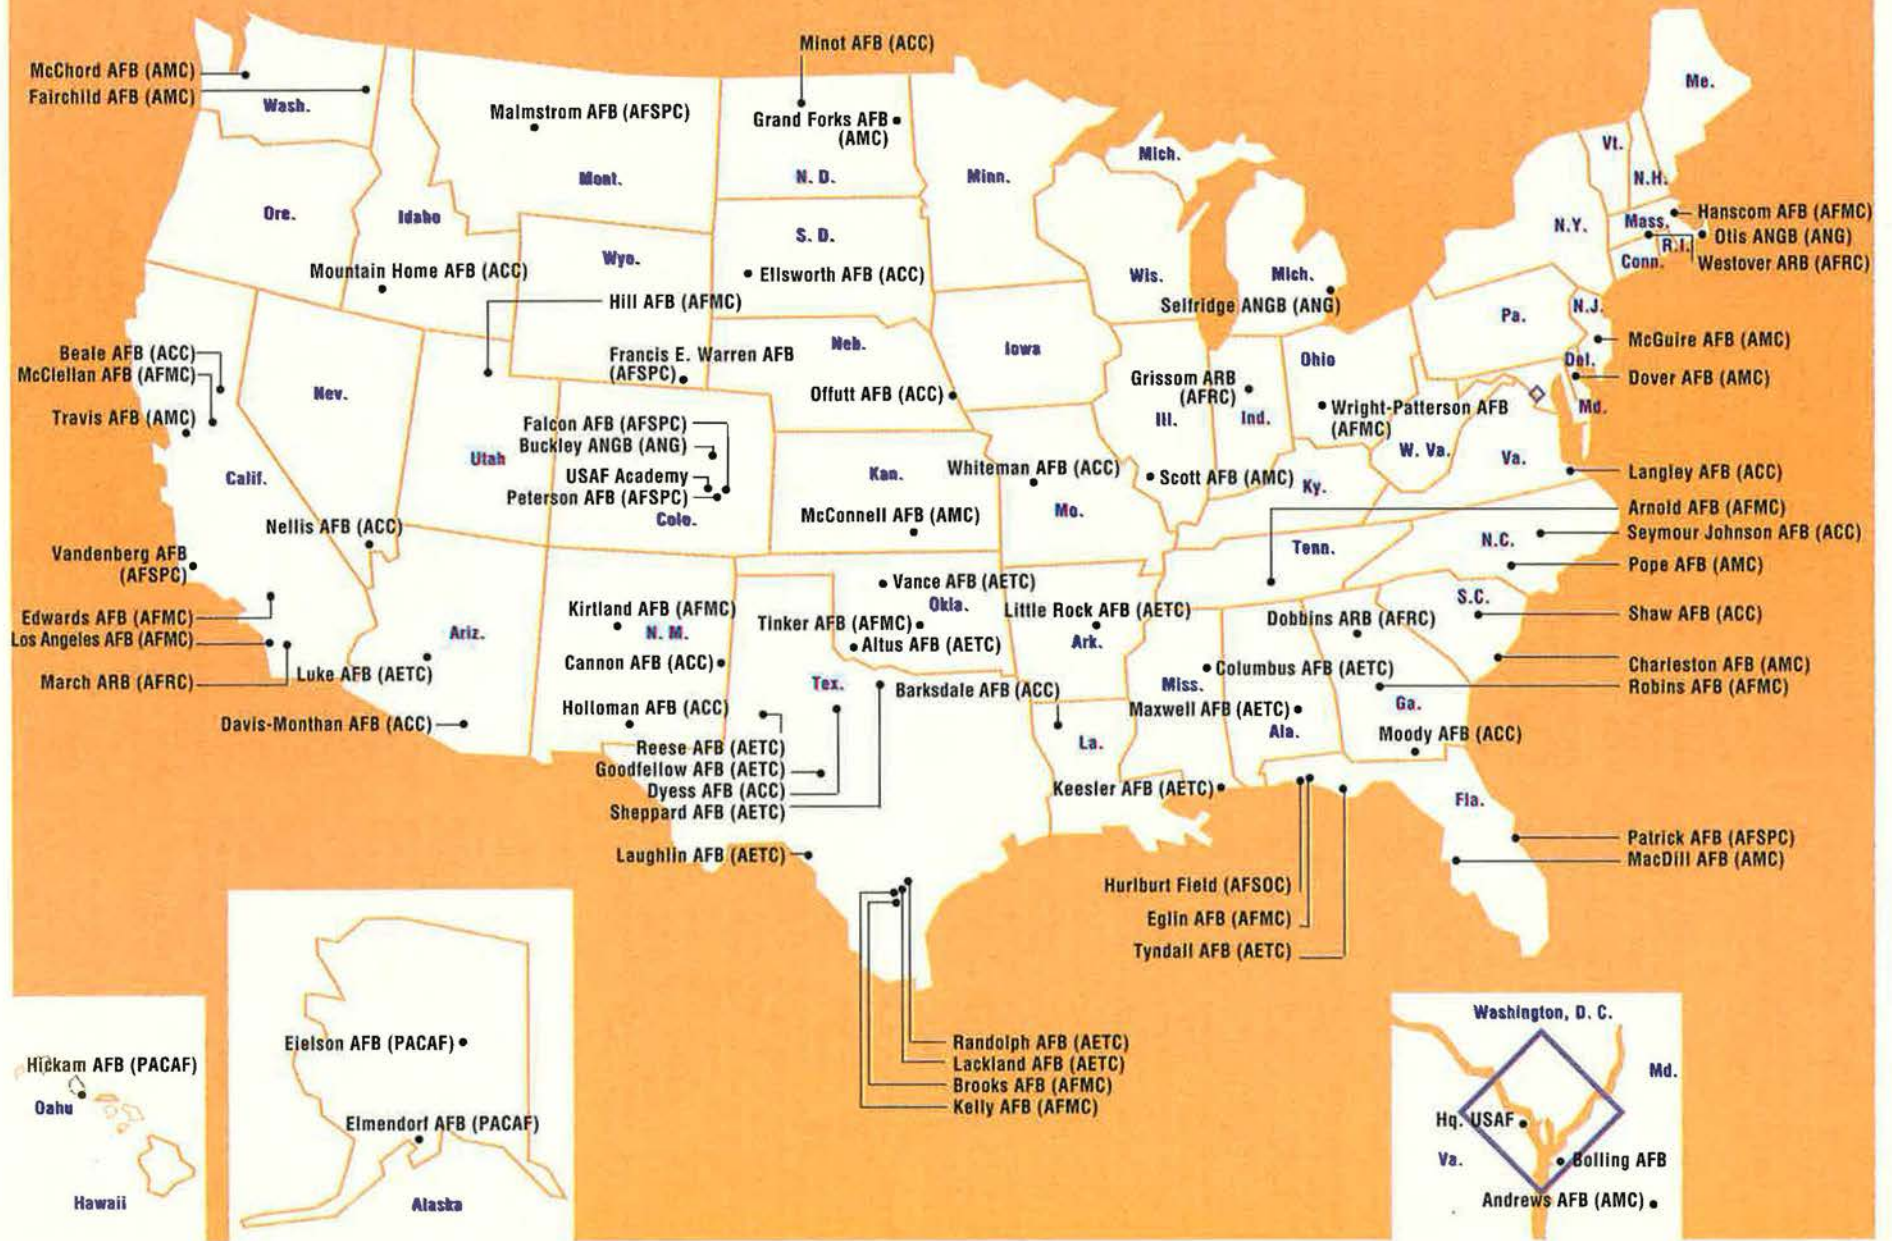 Minot AFB (ACC)
McChord AFB (AMC)
Fairchild AFB (AMC)
Wash.
Malmstrom AFB (AFSPC)
Grand Forks AFB
(AMC)
Me.
Mich.
Vt.
N.H.
Mont.
N. D.
Minn.
Ore.
Idaho
Hanscom AFB (AFMC)
Mass.
N.Y.
Otis ANGB (ANG)
R.I.
Conn.
Westover ARB (AFRC)
S. D.
Wyo.
Mountain Home AFB (ACC)
Ellsworth AFB (ACC)
Wis.
Mich.
Hill AFB (AFMC)
Selfridge ANGB (ANG)
N.J.
Pa.
McGuire AFB (AMC)
Beale AFB (ACC)
McClellan AFB (AFMC)
Francis E. Warren AFB
(AFSPC)
Neb.
Iowa
Ohio
Del.
Dover AFB (AMC)
Grissom ARB
(AFRC)
Nev.
Offutt AFB (ACC)
Travis AFB (AMC)
Ill.
Ind.
Wright-Patterson AFB
(AFMC)
Md.
Falcon AFB (AFSPC)
Buckley ANGB (ANG)
Utah
USAF Academy
Peterson AFB (AFSPC)
Colo.
W. Va.
Va.
Calif.
Kan.
Whiteman AFB (ACC)
Scott AFB (AMC)
Ky.
Langley AFB (ACC)
Arnold AFB (AFMC)
Nellis AFB (ACC)
McConnell AFB (AMC)
Mo.
Seymour Johnson AFB (ACC)
N.C.
Tenn.
Vandenberg AFB
(AFSPC)
Pope AFB (AMC)
Vance AFB (AETC)
Okla.
Edwards AFB (AFMC)
Kirtland AFB (AFMC)
N. M.
Tinker AFB (AFMC)
Altus AFB (AETC)
Little Rock AFB (AETC)
Ark.
S.C.
Dobbins ARB (AFRC)
Shaw AFB (ACC)
Los Angeles AFB (AFMC)
Ariz.
March ARB (AFRC)
Luke AFB (AETC)
Cannon AFB (ACC)
Tex.
Barksdale AFB (ACC)
Columbus AFB (AETC)
Miss.
Charleston AFB (AMC)
Robins AFB (AFMC)
Ga.
Davis-Monthan AFB (ACC)
Holloman AFB (ACC)
Maxwell AFB (AETC)
Ala.
Moody AFB (ACC)
La.
Reese AFB (AETC)
Goodfellow AFB (AETC)
Dyess AFB (ACC)
Sheppard AFB (AETC)
Keesler AFB (AETC)
Fla.
Patrick AFB (AFSPC)
MacDill AFB (AMC)
Laughlin AFB (AETC)
Hurlburt Field (AFSOC)
Eglin AFB (AFMC)
Tyndall AFB (AETC)
Randolph AFB (AETC)
Lackland AFB (AETC)
Brooks AFB (AFMC)
Kelly AFB (AFMC)
Hickam AFB (PACAF)
Oahu
Hawaii
Eielson AFB (PACAF)
Elmendorf AFB (PACAF)
Alaska
Washington, D. C.
Md.
Hq. USAF
Va.
Bolling AFB
Andrews AFB (AMC)